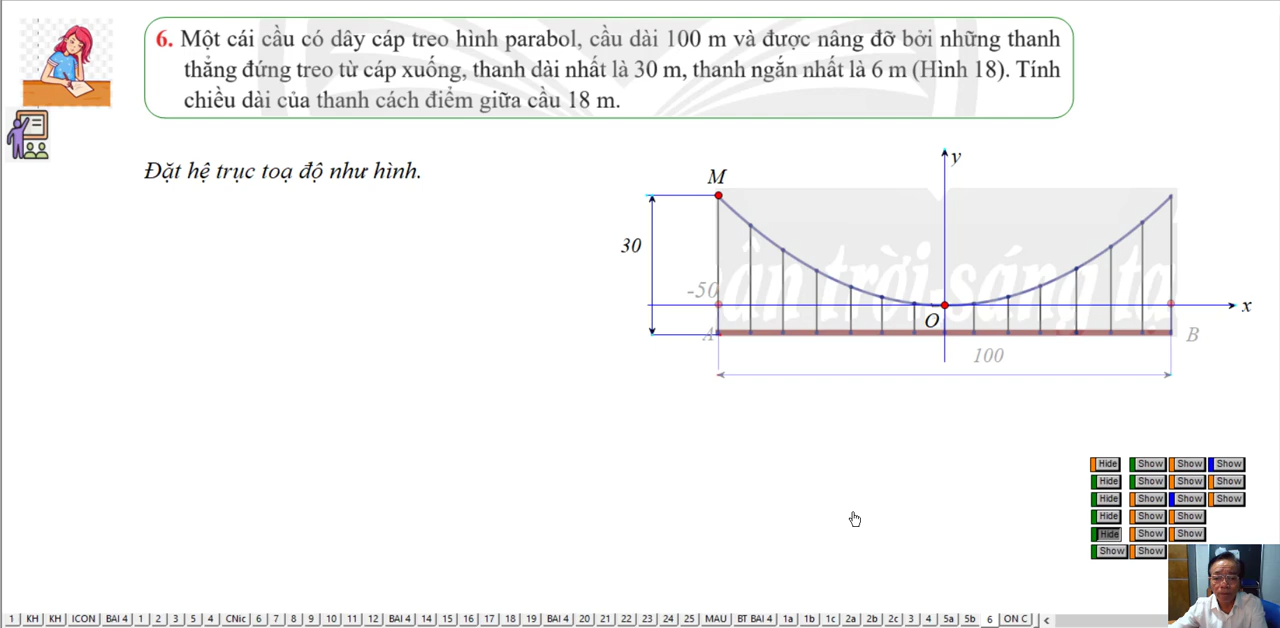 6. Một cái cầu có dây cáp treo hình parabol, cầu dài 100 m và được nâng đỡ bởi những thanh
thẳng đứng treo từ cáp xuống, thanh dài nhất là 30 m, thanh ngắn nhất là 6 m (Hình 18). Tính
chiều dài của thanh cách điểm giữa cầu 18 m.
Đặt hệ trục toạ độ như hình.
y
M
30
-50
ân trời sáng tạ
x
O
A
B
100
Hide Show Show Show
Hide Show Show Show
Hide Show Show Show
Hide Show Show
Hide Show Show
Show Show
1 KH KH ICON BAI 4 1 2 3 5 4 CNic 6 7 8 9 10 11 12 BAI 4 14 15 16 17 18 19 BAI 4 20 21 22 23 24 25 MAU BT BAI 4 1a 1b 1c 2a 2b 2c 3 4 5a 5b 6 ON C <